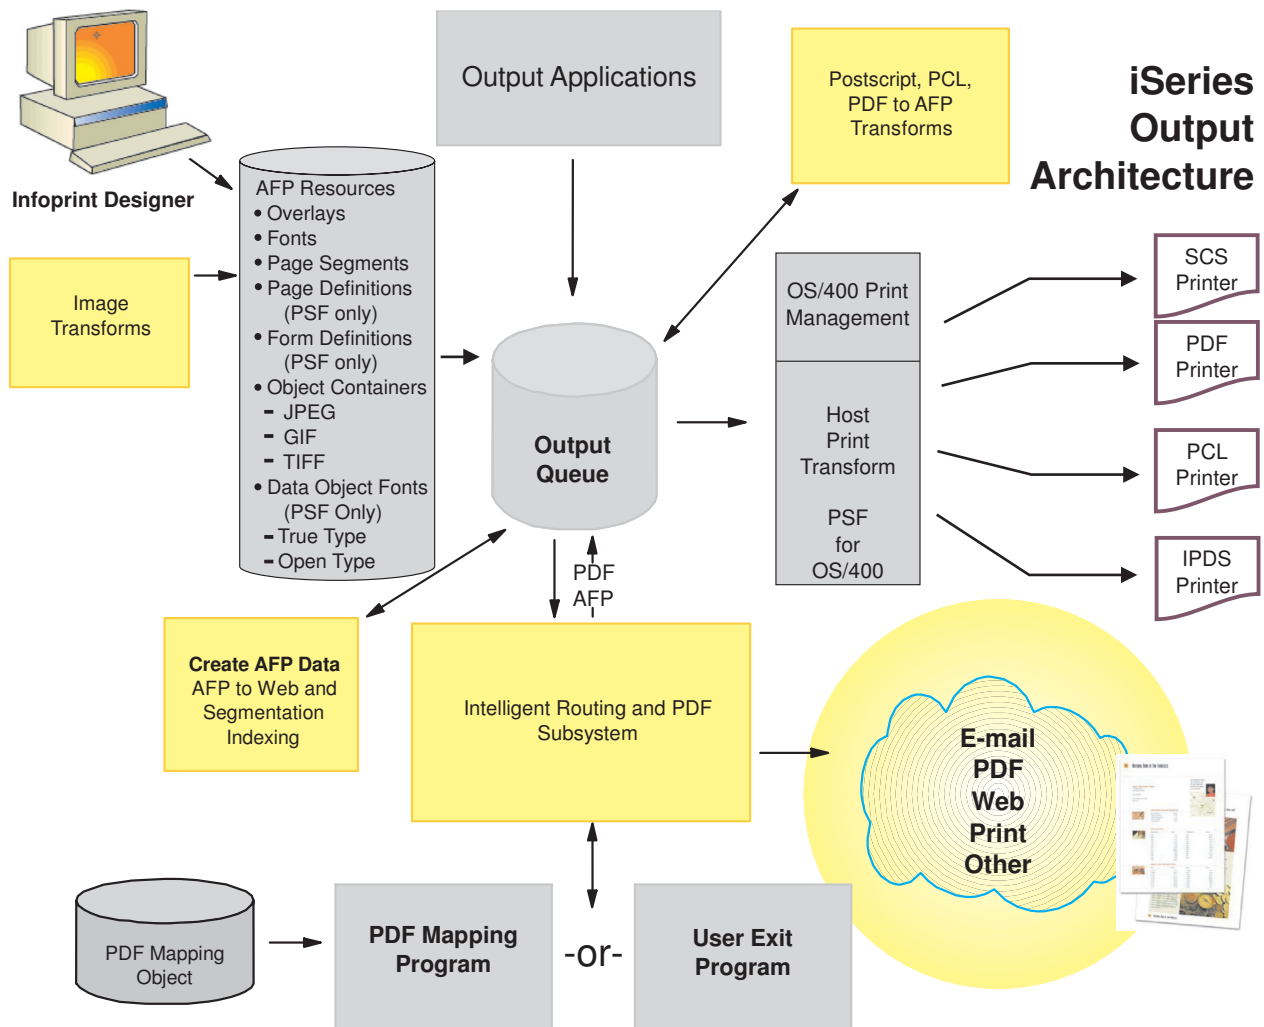 iSeries
Output
Architecture
Infoprint Designer
Output Applications
Postscript, PCL,
PDF to AFP
Transforms
Image
Transforms
AFP Resources
• Overlays
• Fonts
• Page Segments
• Page Definitions
(PSF only)
• Form Definitions
(PSF only)
• Object Containers
- JPEG
- GIF
- TIFF
• Data Object Fonts
(PSF Only)
- True Type
- Open Type
Output
Queue
OS/400 Print
Management
Host
Print
Transform
PSF
for
OS/400
SCS
Printer
PDF
Printer
PCL
Printer
IPDS
Printer
PDF
AFP
Create AFP Data
AFP to Web and
Segmentation
Indexing
Intelligent Routing and PDF
Subsystem
E-mail
PDF
Web
Print
Other
PDF Mapping
Object
PDF Mapping
Program
-or-
User Exit
Program